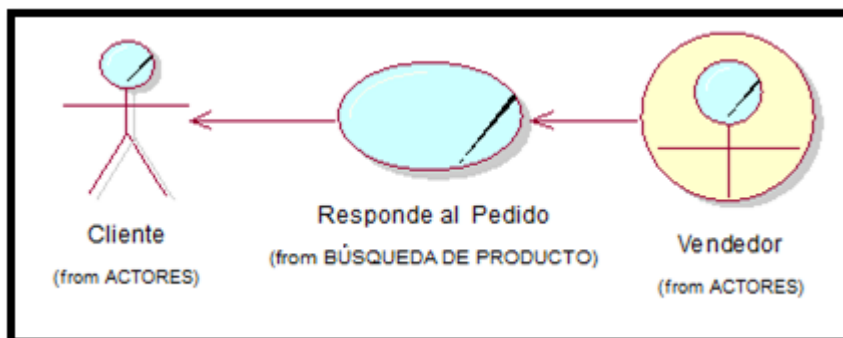 Cliente
(from ACTORES)
Responde al Pedido
(from BÚSQUEDA DE PRODUCTO)
Vendedor
(from ACTORES)